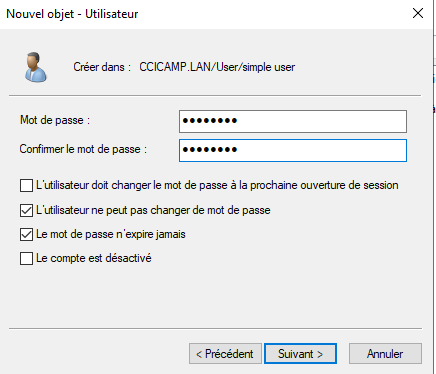 Nouvel objet - Utilisateur
Créer dans : CCICAMP.LAN/User/simple user
Mot de passe : ●●●●●●●●
Confirmer le mot de passe : ●●●●●●●●
L'utilisateur doit changer le mot de passe à la prochaine ouverture de session
L'utilisateur ne peut pas changer de mot de passe
Le mot de passe n'expire jamais
Le compte est désactivé
< Précédent Suivant > Annuler